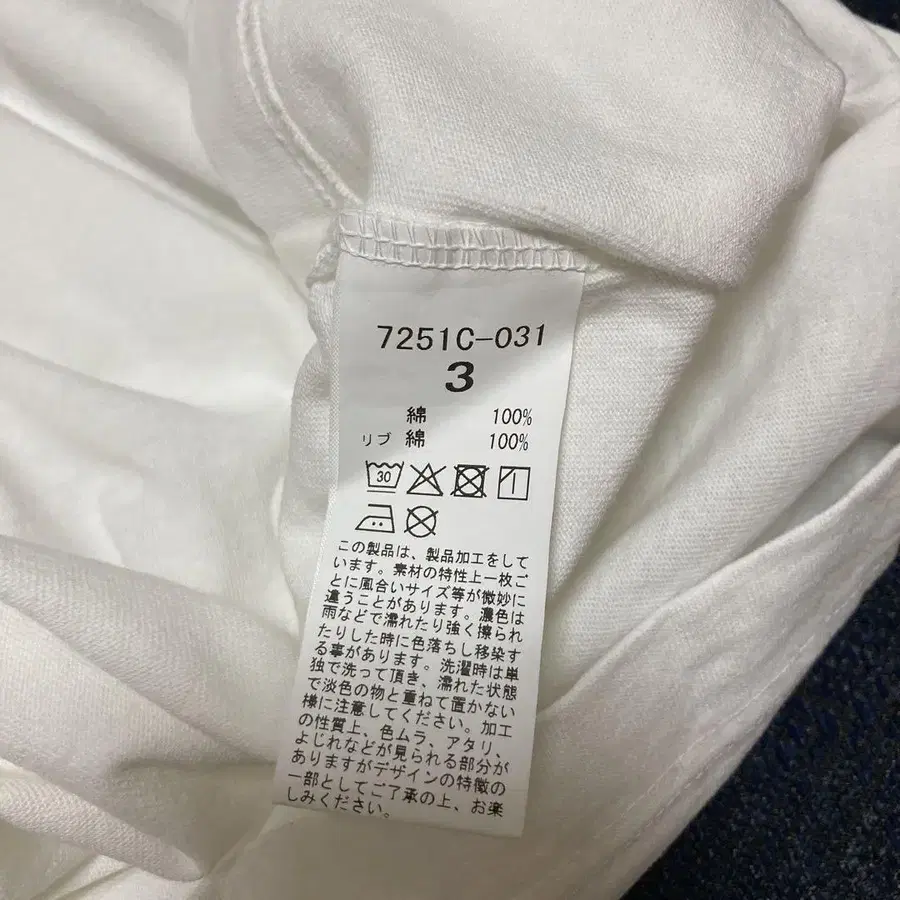 7251C-031
3
綿 100%
リブ 綿 100%
30
この製品は、製品加工をして
います。素材の特性上一枚ご
とに風合いサイズ等が微妙に
違うことがあります。濃色は
雨などで濡れたり強く擦られ
たりした時に色落ちし移染す
る事があります。洗濯時は単
独で洗って頂き、濡れた状態
で淡色の物と重ねて置かない
様に注意してください。加工
の性質上、色ムラ、アタリ、
よじれなどが見られる部分が
ありますがデザインの特徴の
一部としてご了承の上、お楽
しみください。